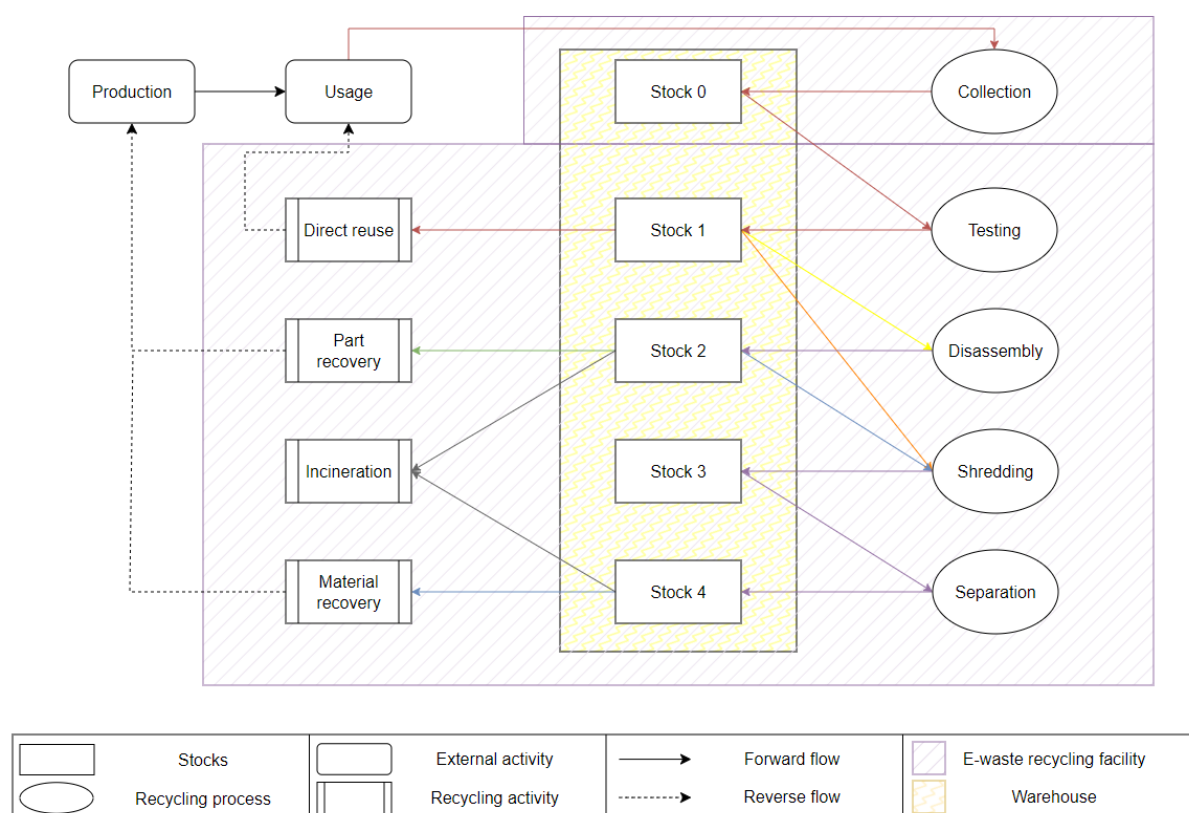 Production
Usage
Stock 0
Collection
Direct reuse
Stock 1
Testing
Part
recovery
Stock 2
Disassembly
Incineration
Stock 3
Shredding
Material
recovery
Stock 4
Separation
Stocks
External activity
Forward flow
E-waste recycling facility
Recycling process
Recycling activity
Reverse flow
Warehouse